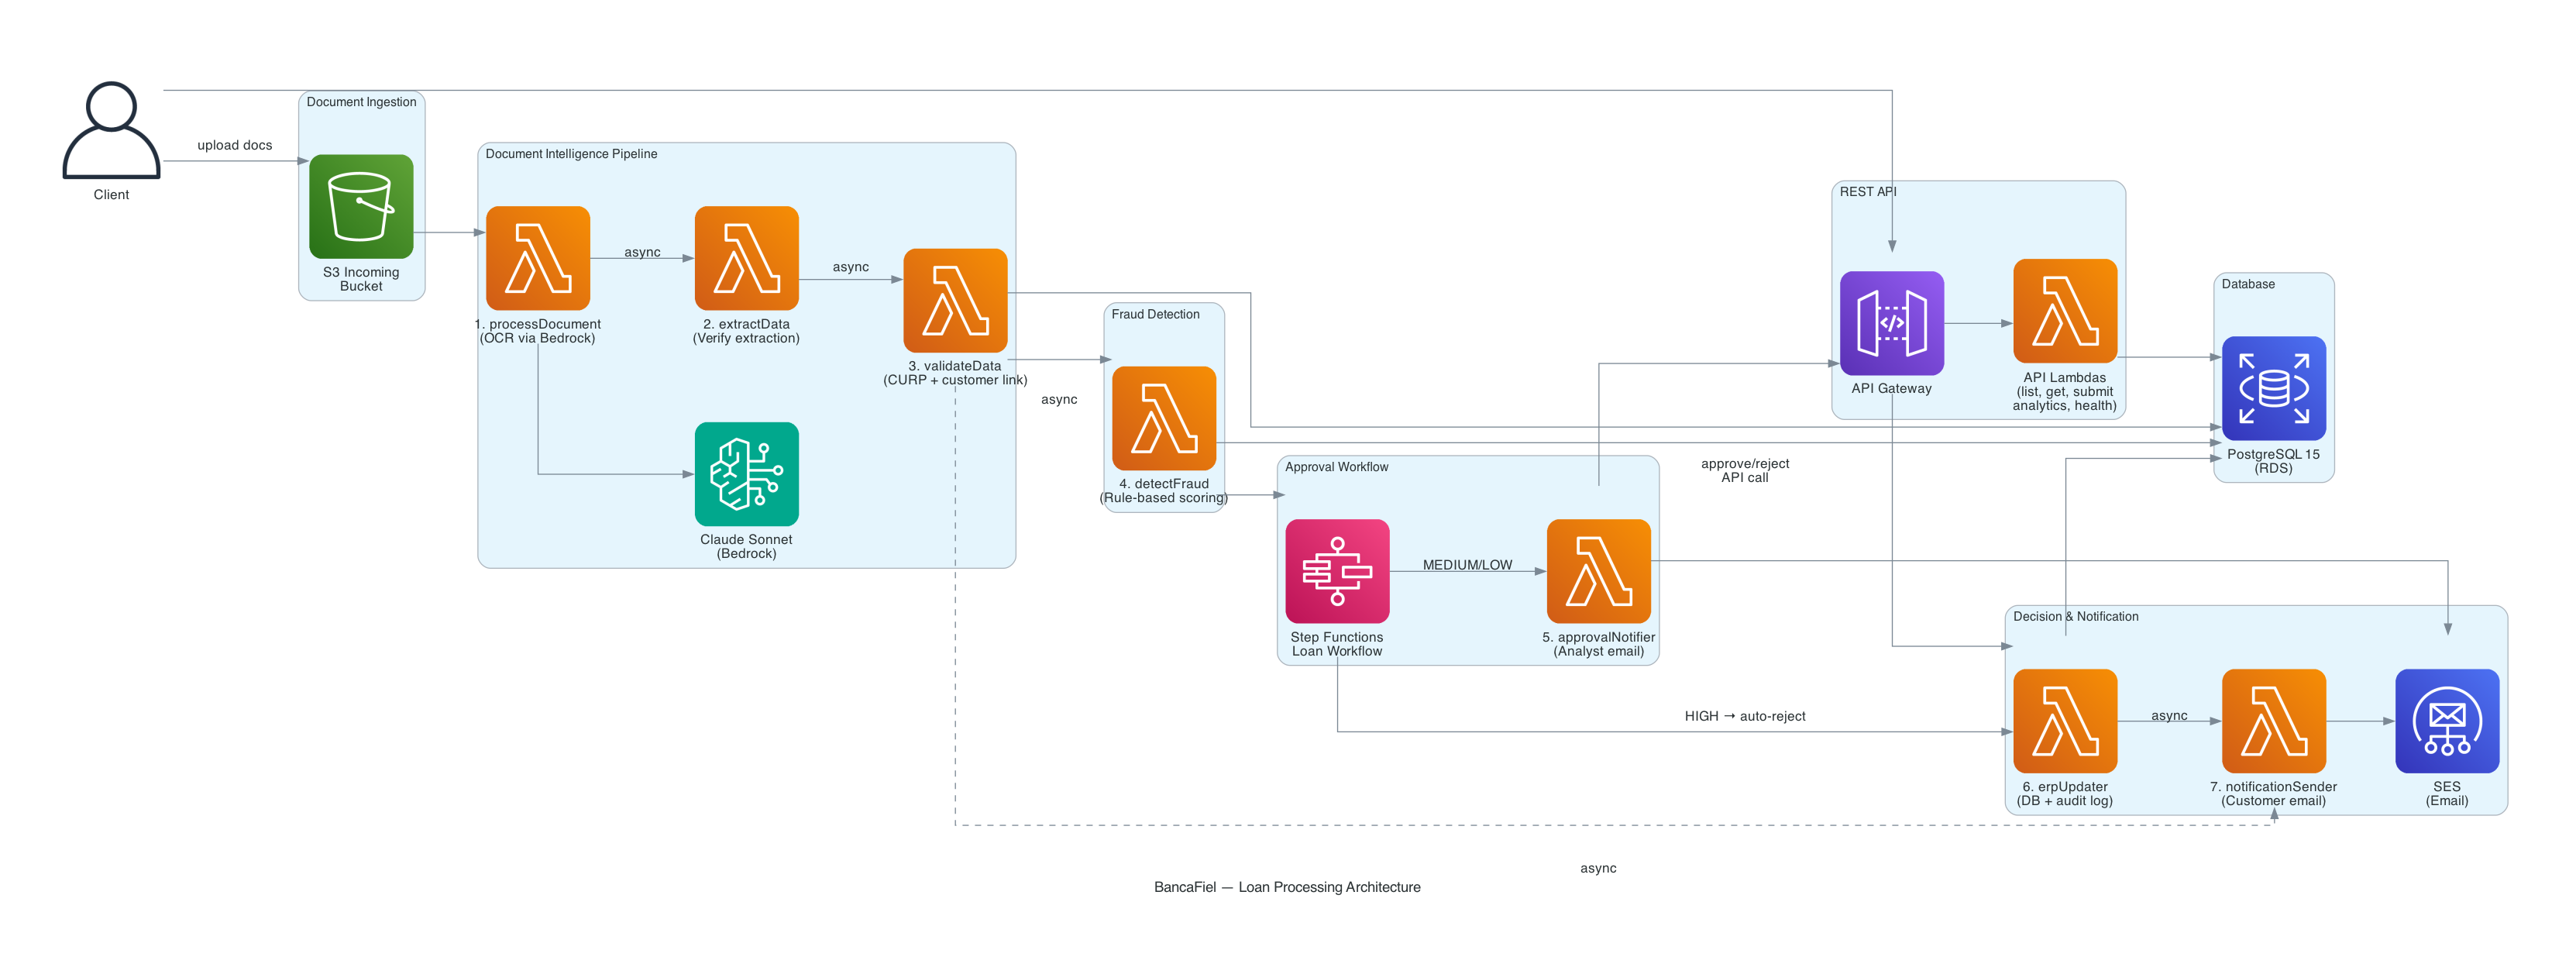 Client
upload docs
Document Ingestion
S3 Incoming
Bucket
Document Intelligence Pipeline
1. processDocument
(OCR via Bedrock)
async
2. extractData
(Verify extraction)
async
3. validateData
(CURP + customer link)
Claude Sonnet
(Bedrock)
async
Fraud Detection
4. detectFraud
(Rule-based scoring)
Approval Workflow
Step Functions
Loan Workflow
MEDIUM/LOW
5. approvalNotifier
(Analyst email)
approve/reject
API call
HIGH → auto-reject
REST API
API Gateway
API Lambdas
(list, get, submit
analytics, health)
Database
PostgreSQL 15
(RDS)
Decision & Notification
6. erpUpdater
(DB + audit log)
async
7. notificationSender
(Customer email)
SES
(Email)
async
BancaFiel — Loan Processing Architecture